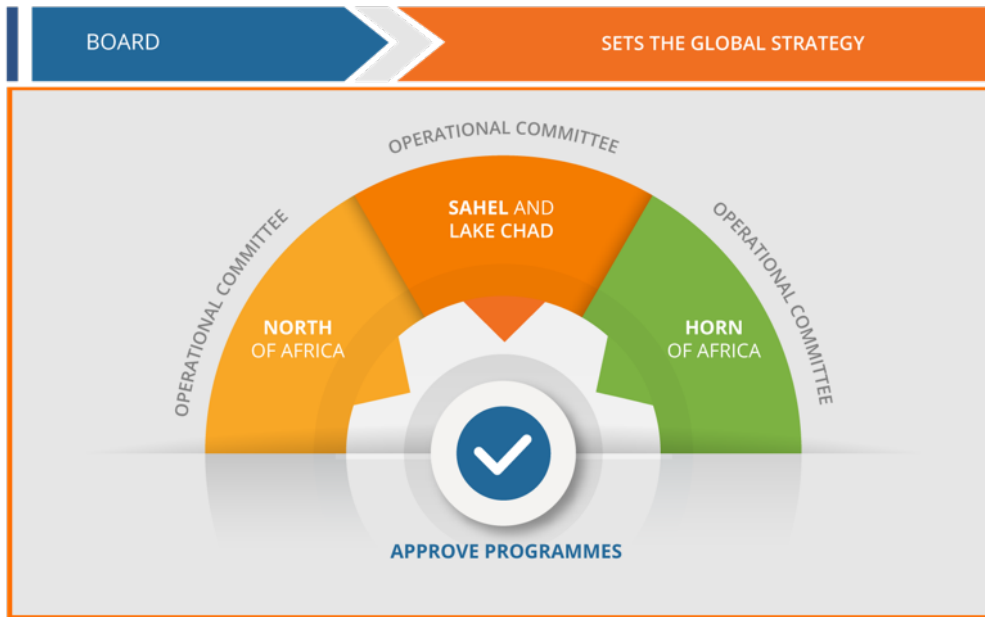 BOARD
SETS THE GLOBAL STRATEGY
OPERATIONAL COMMITTEE
OPERATIONAL COMMITTEE
OPERATIONAL COMMITTEE
SAHEL AND
LAKE CHAD
NORTH
OF AFRICA
HORN
OF AFRICA
APPROVE PROGRAMMES